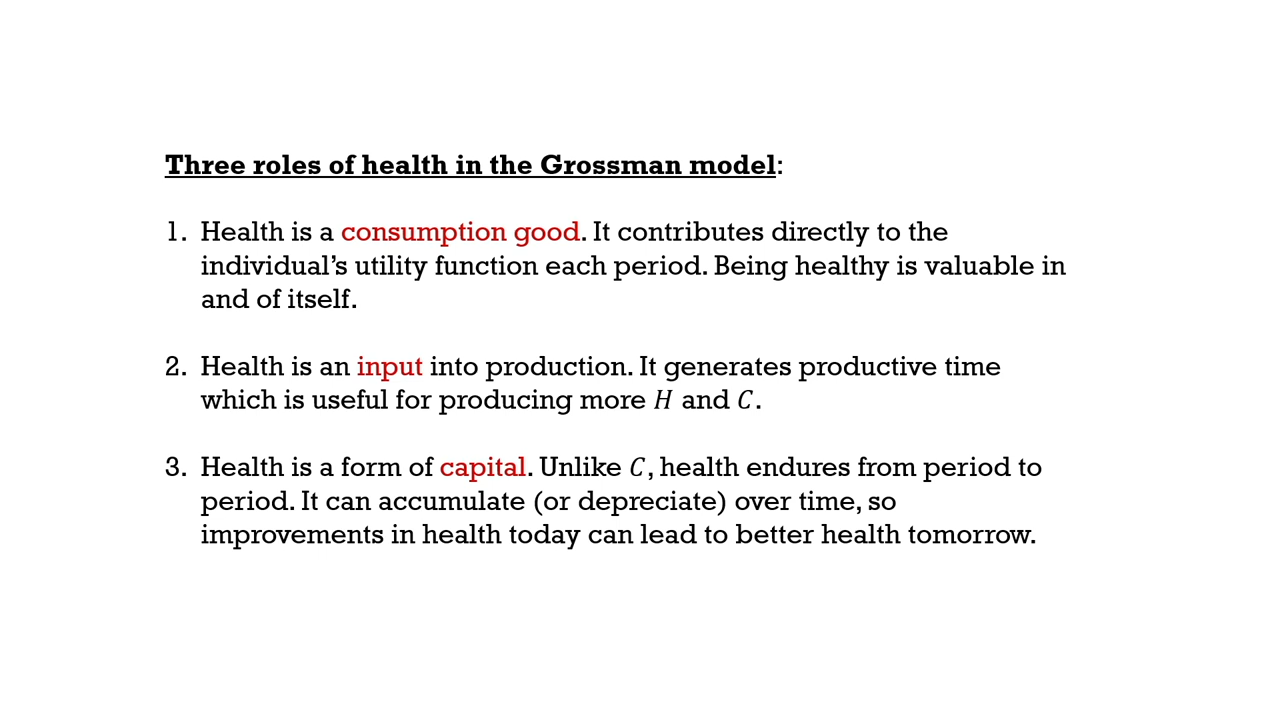 Three roles of health in the Grossman model:
1. Health is a consumption good. It contributes directly to the
individual’s utility function each period. Being healthy is valuable in
and of itself.
2. Health is an input into production. It generates productive time
which is useful for producing more H and C.
3. Health is a form of capital. Unlike C, health endures from period to
period. It can accumulate (or depreciate) over time, so
improvements in health today can lead to better health tomorrow.